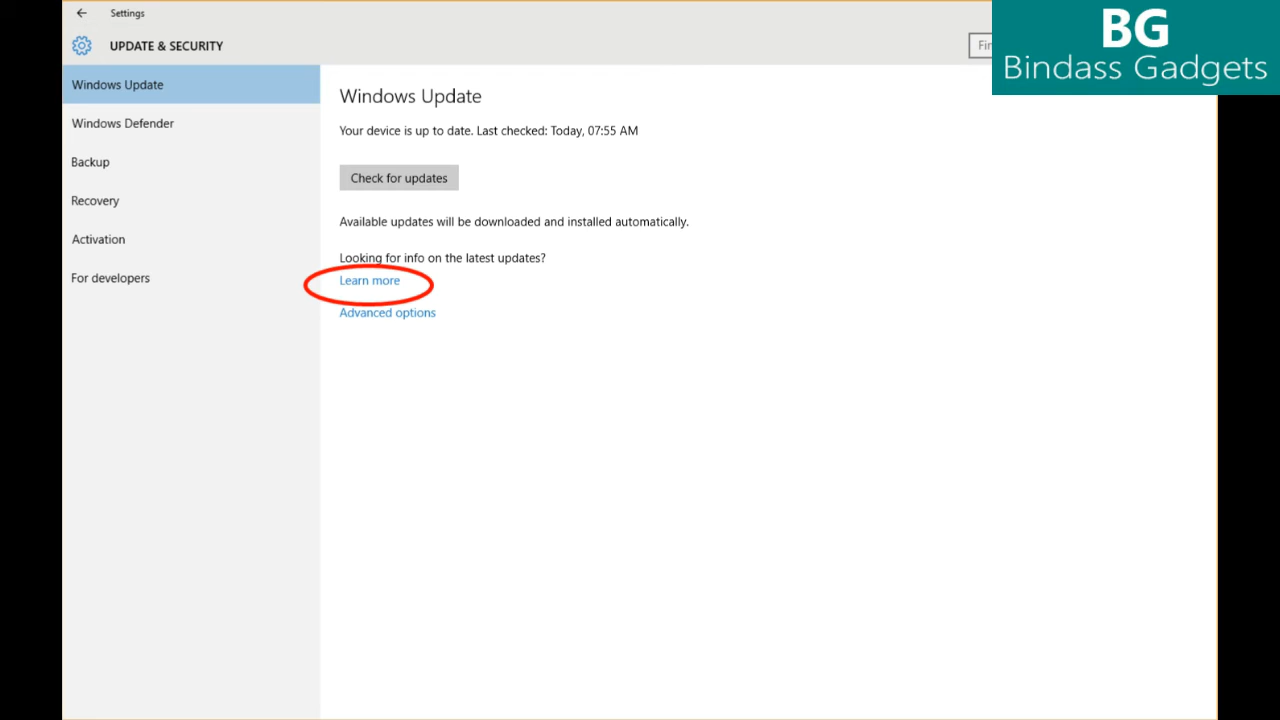 Settings
UPDATE & SECURITY
BG
Bindass Gadgets
Windows Update
Windows Defender
Backup
Recovery
Activation
For developers
Windows Update
Your device is up to date. Last checked: Today, 07:55 AM
Check for updates
Available updates will be downloaded and installed automatically.
Looking for info on the latest updates?
Learn more
Advanced options